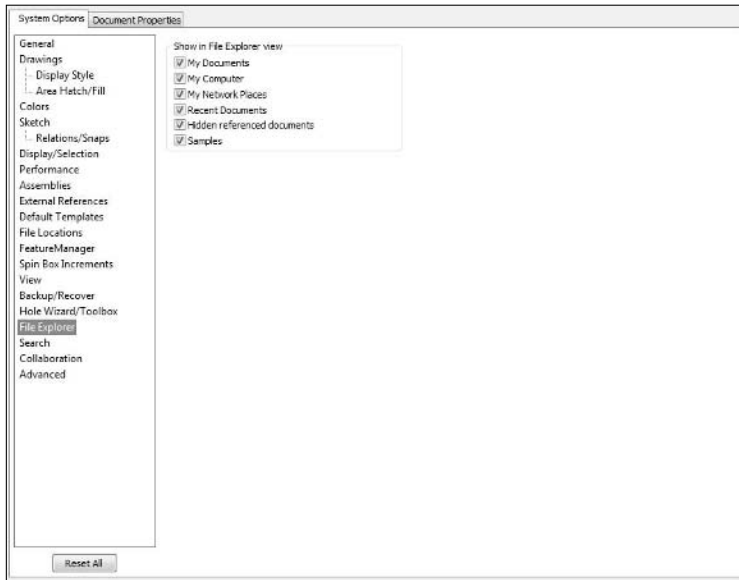 System Options
Document Properties
General
Drawings
Display Style
Area Hatch/Fill
Colors
Sketch
Relations/Snaps
Display/Selection
Performance
Assemblies
External References
Default Templates
File Locations
FeatureManager
Spin Box Increments
View
Backup/Recover
Hole Wizard/Toolbox
File Explorer
Search
Collaboration
Advanced
Reset All
Show in File Explorer view
My Documents
My Computer
My Network Places
Recent Documents
Hidden referenced documents
Samples